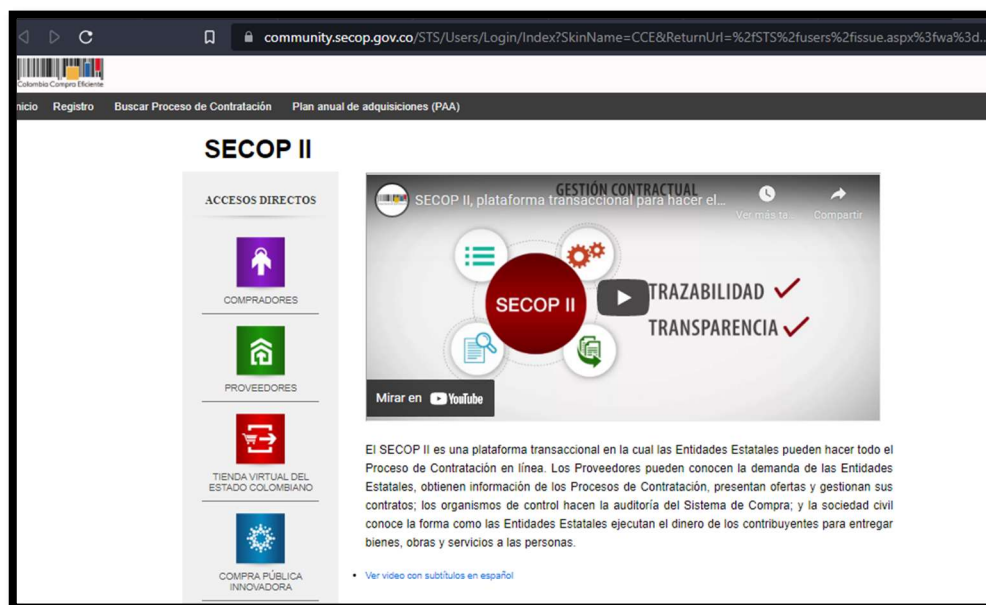 community.secop.gov.co/STS/Users/Login/Index?SkinName=CCE&ReturnUrl=%2fSTS%2fusers%2fissue.aspx%3fwa%3d...
Colombia Compra Eficiente
nicio Registro Buscar Proceso de Contratación Plan anual de adquisiciones (PAA)
SECOP II
ACCESOS DIRECTOS
COMPRADORES
PROVEEDORES
TIENDA VIRTUAL DEL
ESTADO COLOMBIANO
COMPRA PÚBLICA
INNOVADORA
GESTIÓN CONTRACTUAL
SECOP II, plataforma transaccional para hacer el...
Ver más ta...
Compartir
SECOP II
TRAZABILIDAD
TRANSPARENCIA
Mirar en YouTube
El SECOP II es una plataforma transaccional en la cual las Entidades Estatales pueden hacer todo el
Proceso de Contratación en línea. Los Proveedores pueden conocen la demanda de las Entidades
Estatales, obtienen información de los Procesos de Contratación, presentan ofertas y gestionan sus
contratos; los organismos de control hacen la auditoría del Sistema de Compra; y la sociedad civil
conoce la forma como las Entidades Estatales ejecutan el dinero de los contribuyentes para entregar
bienes, obras y servicios a las personas.
• Ver video con subtítulos en español